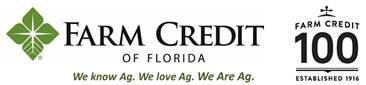 FARM CREDIT
OF FLORIDA
We know Ag. We love Ag. We Are Ag.
FARM CREDIT
100
ESTABLISHED 1916